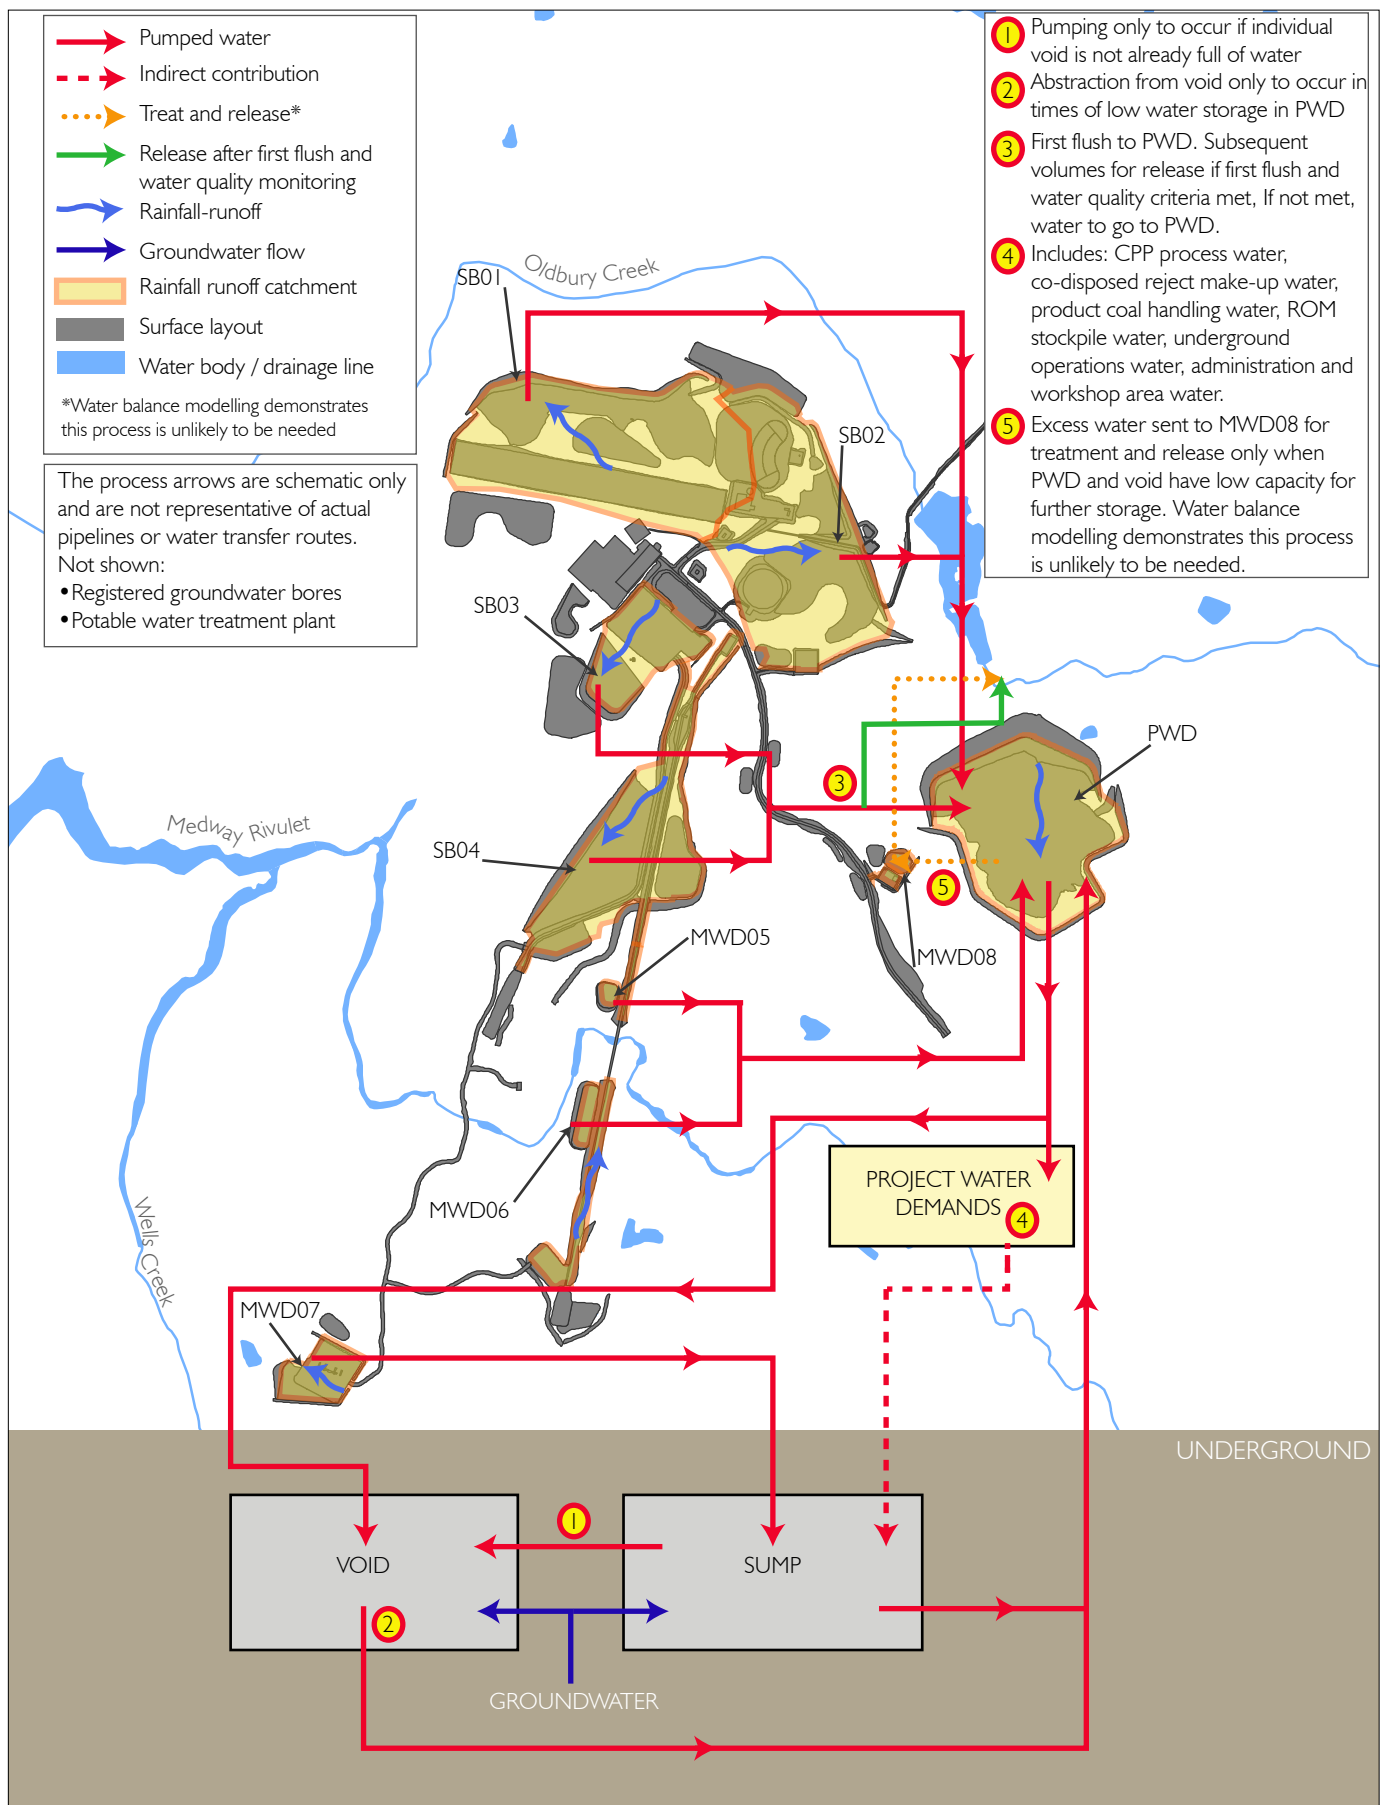 Pumped water
Indirect contribution
Treat and release*
Release after first flush and
water quality monitoring
Rainfall-runoff
Groundwater flow
Rainfall runoff catchment
Surface layout
Water body / drainage line
*Water balance modelling demonstrates
this process is unlikely to be needed
The process arrows are schematic only
and are not representative of actual
pipelines or water transfer routes.
Not shown:
•Registered groundwater bores
•Potable water treatment plant
1 Pumping only to occur if individual
void is not already full of water
2 Abstraction from void only to occur in
times of low water storage in PWD
3 First flush to PWD. Subsequent
volumes for release if first flush and
water quality criteria met, If not met,
water to go to PWD.
4 Includes: CPP process water,
co-disposed reject make-up water,
product coal handling water, ROM
stockpile water, underground
operations water, administration and
workshop area water.
5 Excess water sent to MWD08 for
treatment and release only when
PWD and void have low capacity for
further storage. Water balance
modelling demonstrates this process
is unlikely to be needed.
Oldbury Creek
SB01
SB02
SB03
PWD
3
Medway Rivulet
SB04
5
MWD05
MWD08
PROJECT WATER
DEMANDS
4
MWD06
Wells Creek
MWD07
UNDERGROUND
1
VOID
SUMP
2
GROUNDWATER